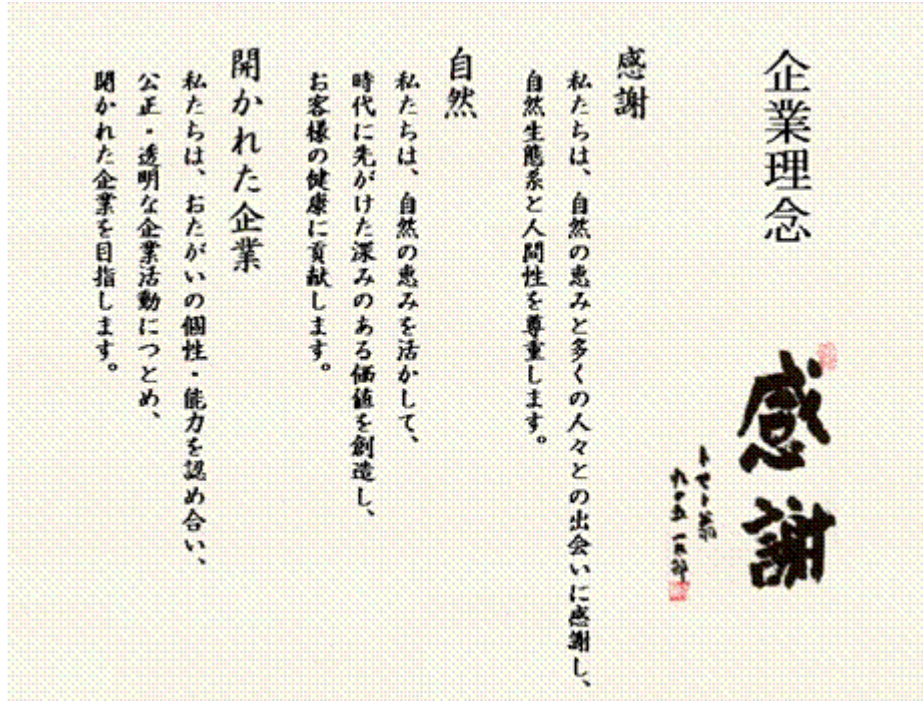 企業理念
感謝
感謝
私たちは、自然の恵みと多くの人々との出会いに感謝し、
自然生態系と人間性を尊重します。
自然
私たちは、自然の恵みを活かして、
時代に先がけた深みのある価値を創造し、
お客様の健康に貢献します。
開かれた企業
私たちは、おたがいの個性・能力を認め合い、
公正・透明な企業活動につとめ、
開かれた企業を目指します。